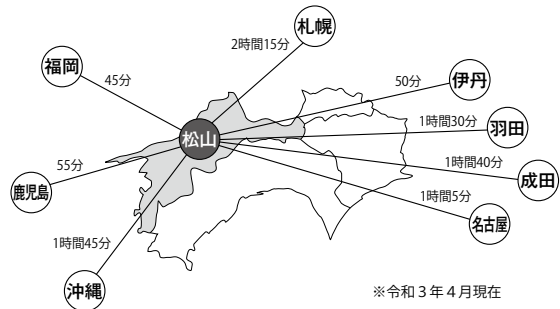 札幌
2時間15分
福岡
45分
50分
伊丹
松山
1時間30分
羽田
1時間40分
成田
55分
鹿児島
1時間5分
名古屋
1時間45分
沖縄
※令和3年4月現在